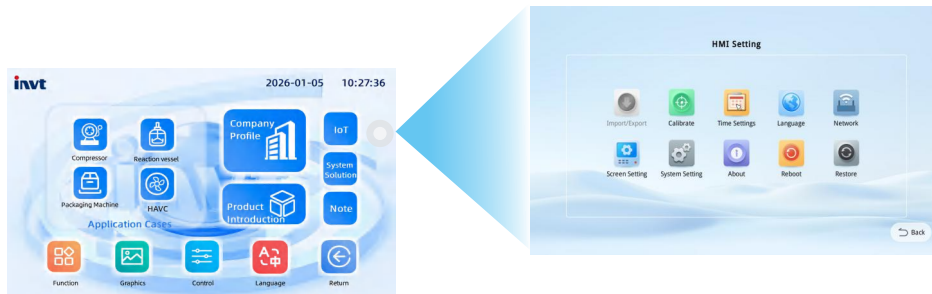 invt
2026-01-05 10:27:36
Compressor
Reaction vessel
Packaging Machine
HAVC
Application Cases
Company
Profile
Product
Introduction
IoT
System
Solution
Note
Function
Graphics
Control
A
中
Language
Return
HMI Setting
Import/Export
Calibrate
Time Settings
Language
Network
Screen Setting
System Setting
About
Reboot
Restore
Back